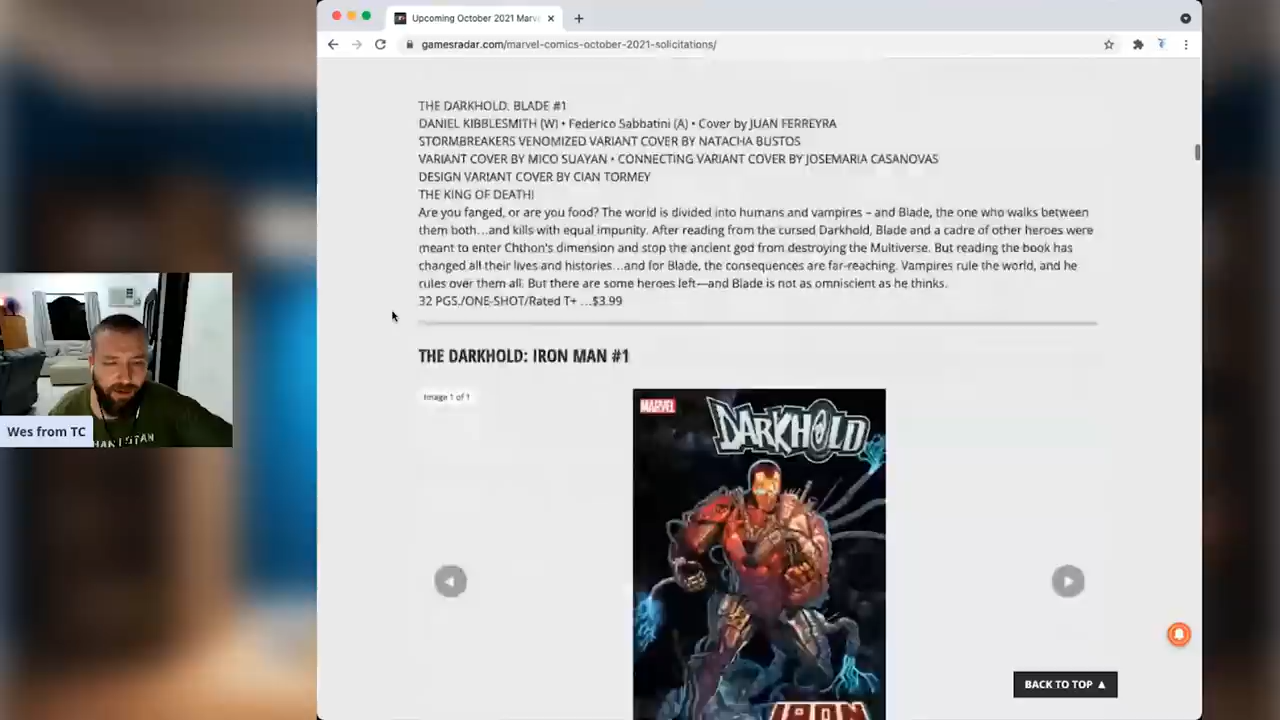 Upcoming October 2021 Marv
gamesradar.com/marvel-comics-october-2021-solicitations/
THE DARKHOLD: BLADE #1
DANIEL KIBBLESMITH (W) • Federico Sabbatini (A) • Cover by JUAN FERREYRA
STORMBREAKERS VENOMIZED VARIANT COVER BY NATACHA BUSTOS
VARIANT COVER BY MICO SUAYAN • CONNECTING VARIANT COVER BY JOSEMARIA CASANOVAS
DESIGN VARIANT COVER BY CIAN TORMEY
THE KING OF DEATH!
Are you fanged, or are you food? The world is divided into humans and vampires – and Blade, the one who walks between
them both…and kills with equal impunity. After reading from the cursed Darkhold, Blade and a cadre of other heroes were
meant to enter Chthon's dimension and stop the ancient god from destroying the Multiverse. But reading the book has
changed all their lives and histories…and for Blade, the consequences are far-reaching. Vampires rule the world, and he
rules over them all. But there are some heroes left—and Blade is not as omniscient as he thinks.
32 PGS./ONE-SHOT/Rated T+ …$3.99
THE DARKHOLD: IRON MAN #1
Image 1 of 1
MARVEL
DARKHOLD
IRON
BACK TO TOP ▲
Wes from TC